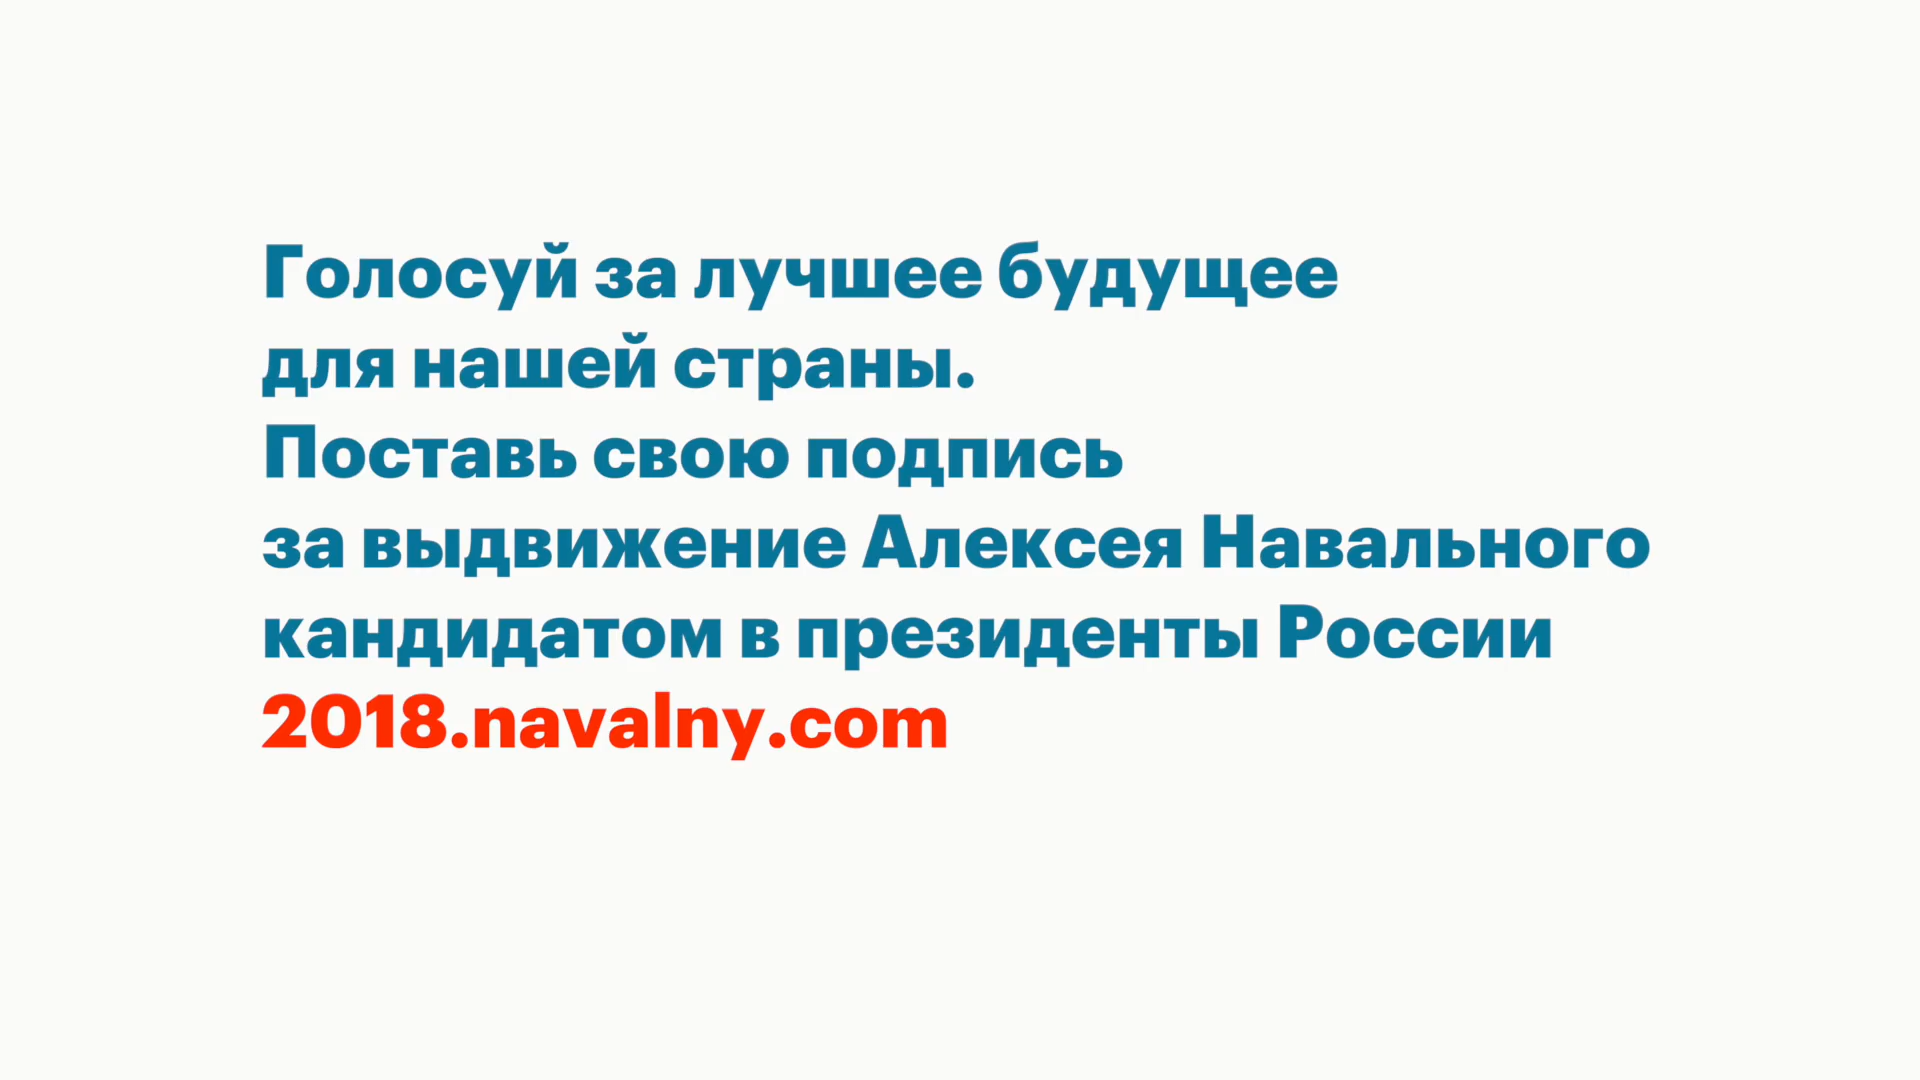 Голосуй за лучшее будущее
для нашей страны.
Поставь свою подпись
за выдвижение Алексея Навального
кандидатом в президенты России
2018.navalny.com